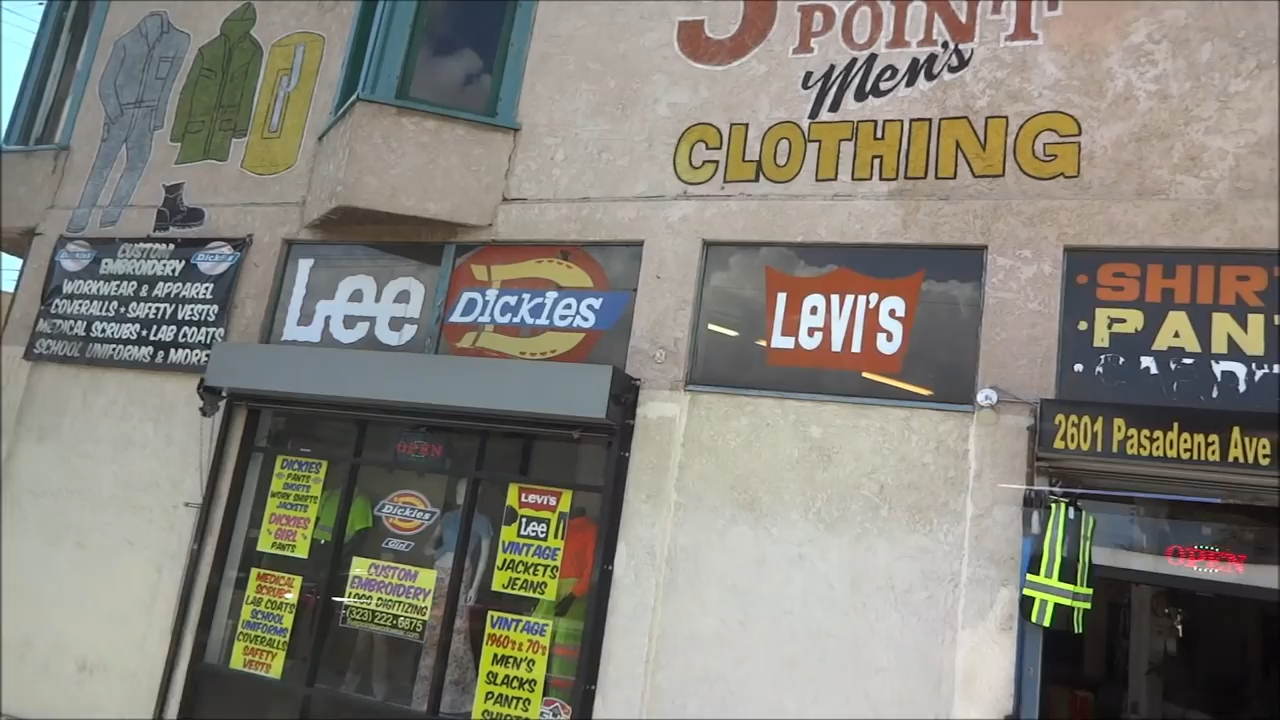 POINT
Men's
CLOTHING
Dickies
Dickies
CUSTOM
EMBROIDERY
WORKWEAR & APPAREL
COVERALLS • SAFETY VESTS
MEDICAL SCRUBS • LAB COATS
SCHOOL UNIFORMS & MORE
Lee
DICKIES
LEVI'S
SHIR
PAN
2601 Pasadena Ave
OPEN
OPEN
DICKIES
PANTS
SHORTS
WORK SHIRTS
JACKETS
DICKIES
GIRL
PANTS
Dickies
Girl
LEVI'S
Lee
VINTAGE
JACKETS
JEANS
MEDICAL
SCRUBS
LAB COATS
SCHOOL
UNIFORMS
COVERALLS
SAFETY
VESTS
CUSTOM
EMBROIDERY
LOGO DIGITIZING
(323) 222-6875
VINTAGE
1960's & 70's
MEN'S
SLACKS
PANTS
SHIRTS